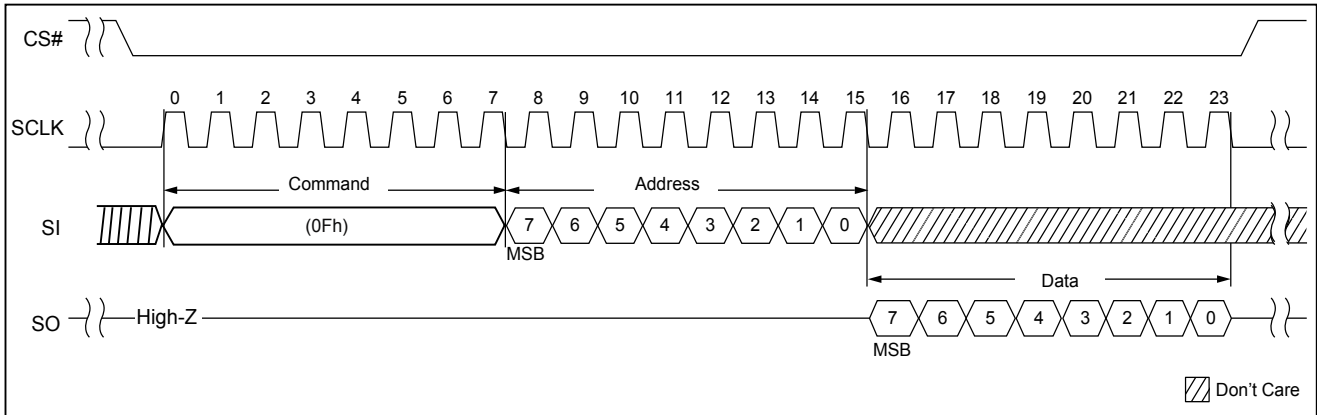 CS#
0 1 2 3 4 5 6 7 8 9 10 11 12 13 14 15 16 17 18 19 20 21 22 23
SCLK
Command Address
SI (0Fh) 7 6 5 4 3 2 1 0
MSB
Data
SO High-Z 7 6 5 4 3 2 1 0
MSB
Don't Care